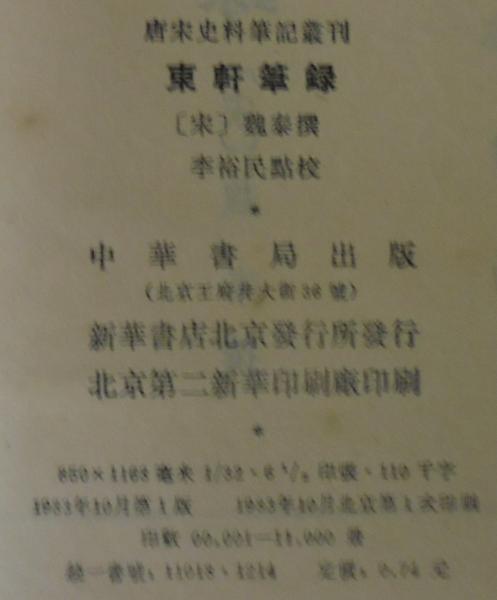 唐宋史料筆記叢刊
東軒筆録
〔宋〕魏泰撰
李裕民點校
*
中華書局出版
(北京王府井大街36號)
新華書店北京發行所發行
北京第二新華印刷廠印刷
*
850×1168毫米 1/32·6 印張·110千字
1983年10月第1版 1983年10月北京第1次印刷
印數 00,001—11,000 册
統一書號：11018·1214 定價：元